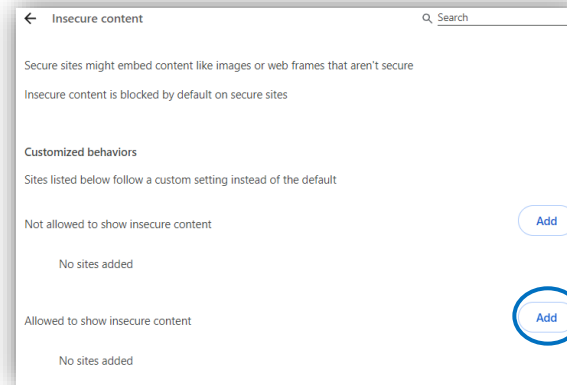 Insecure content
Search
Secure sites might embed content like images or web frames that aren't secure
Insecure content is blocked by default on secure sites
Customized behaviors
Sites listed below follow a custom setting instead of the default
Not allowed to show insecure content
Add
No sites added
Allowed to show insecure content
Add
No sites added